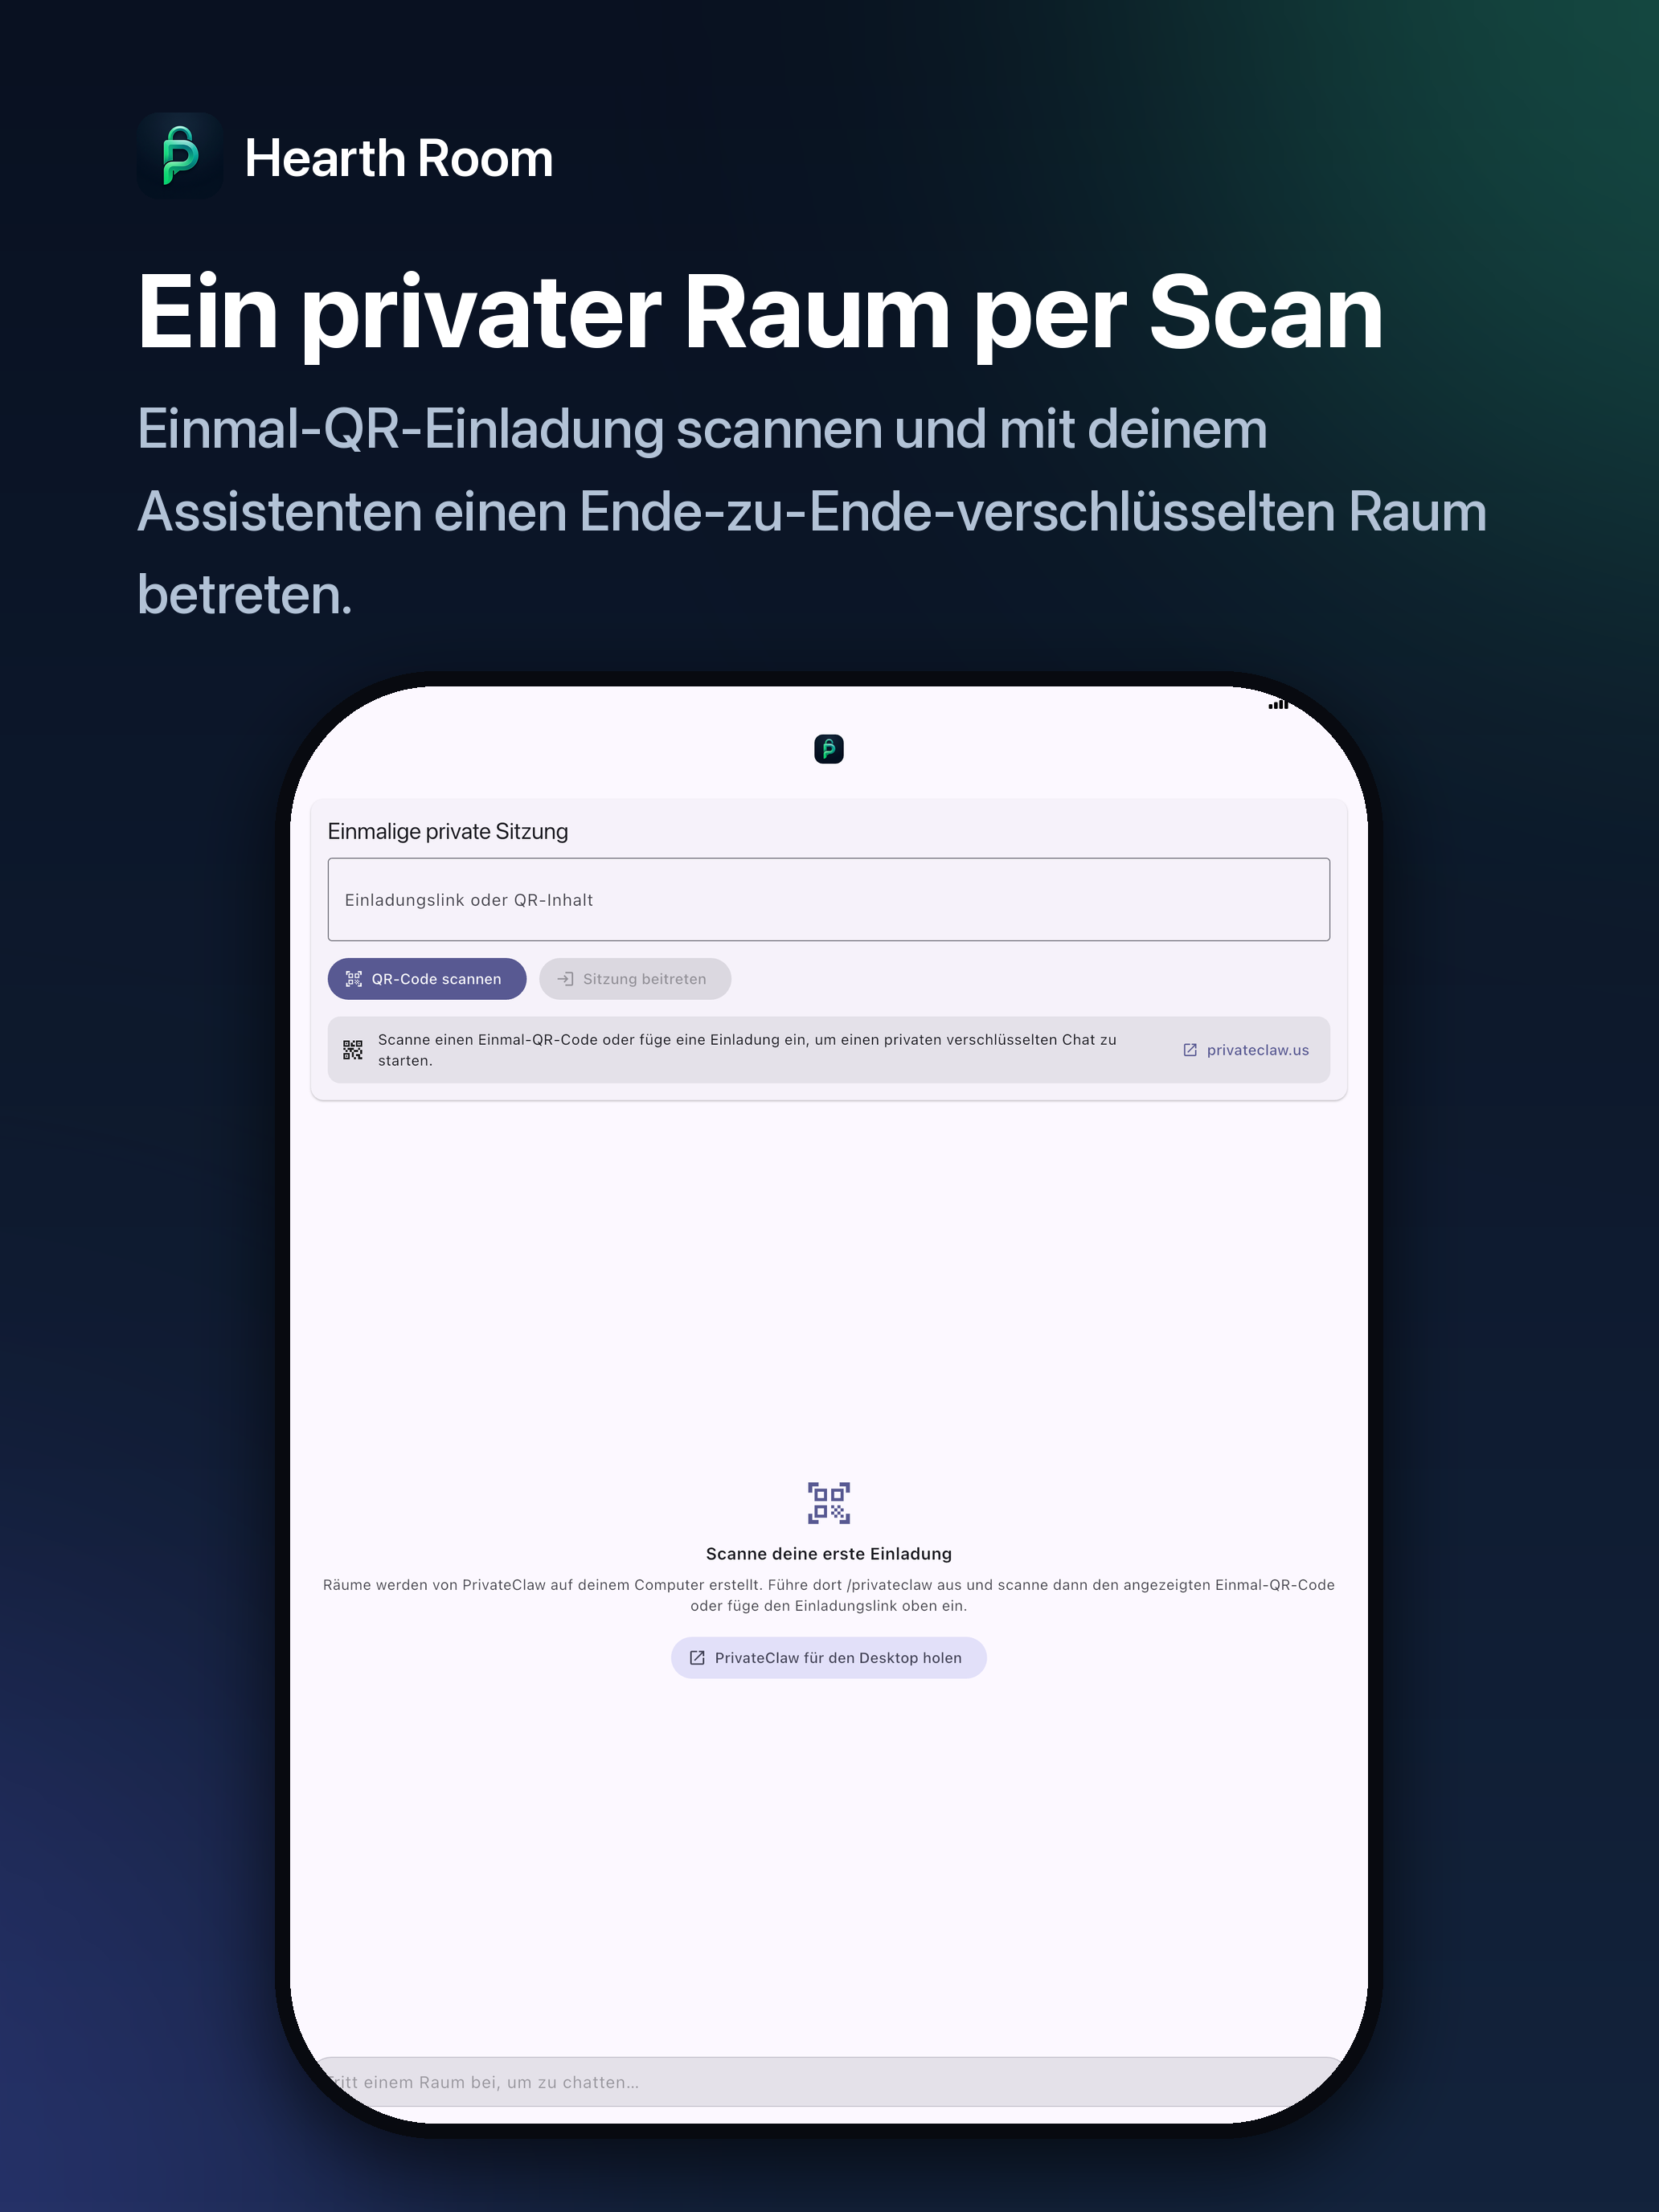 Hearth Room
Ein privater Raum per Scan
Einmal-QR-Einladung scannen und mit deinem
Assistenten einen Ende-zu-Ende-verschlüsselten Raum
betreten.
Einmalige private Sitzung
Einladungslink oder QR-Inhalt
QR-Code scannen
Sitzung beitreten
Scanne einen Einmal-QR-Code oder füge eine Einladung ein, um einen privaten verschlüsselten Chat zu
starten.
privateclaw.us
Scanne deine erste Einladung
Räume werden von PrivateClaw auf deinem Computer erstellt. Führe dort /privateclaw aus und scanne dann den angezeigten Einmal-QR-Code
oder füge den Einladungslink oben ein.
PrivateClaw für den Desktop holen
Tritt einem Raum bei, um zu chatten…